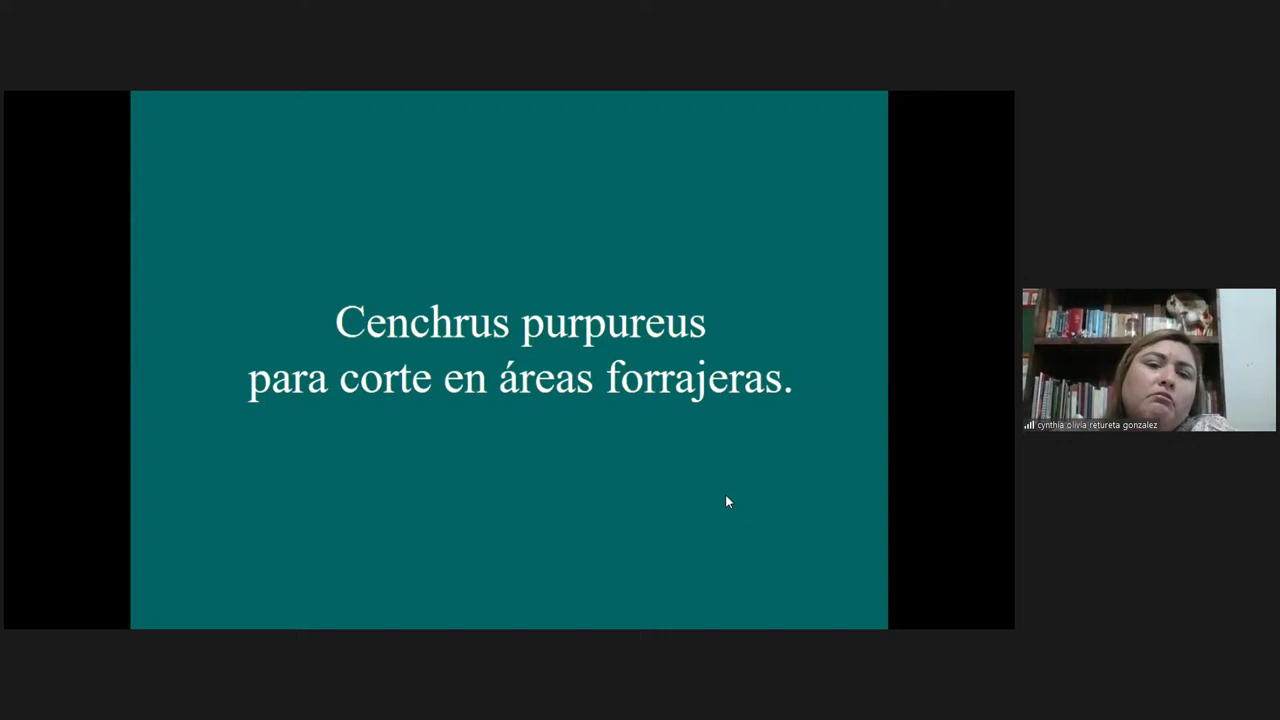 Cenchrus purpureus
para corte en áreas forrajeras.
cynthia olivia retureta gonzalez